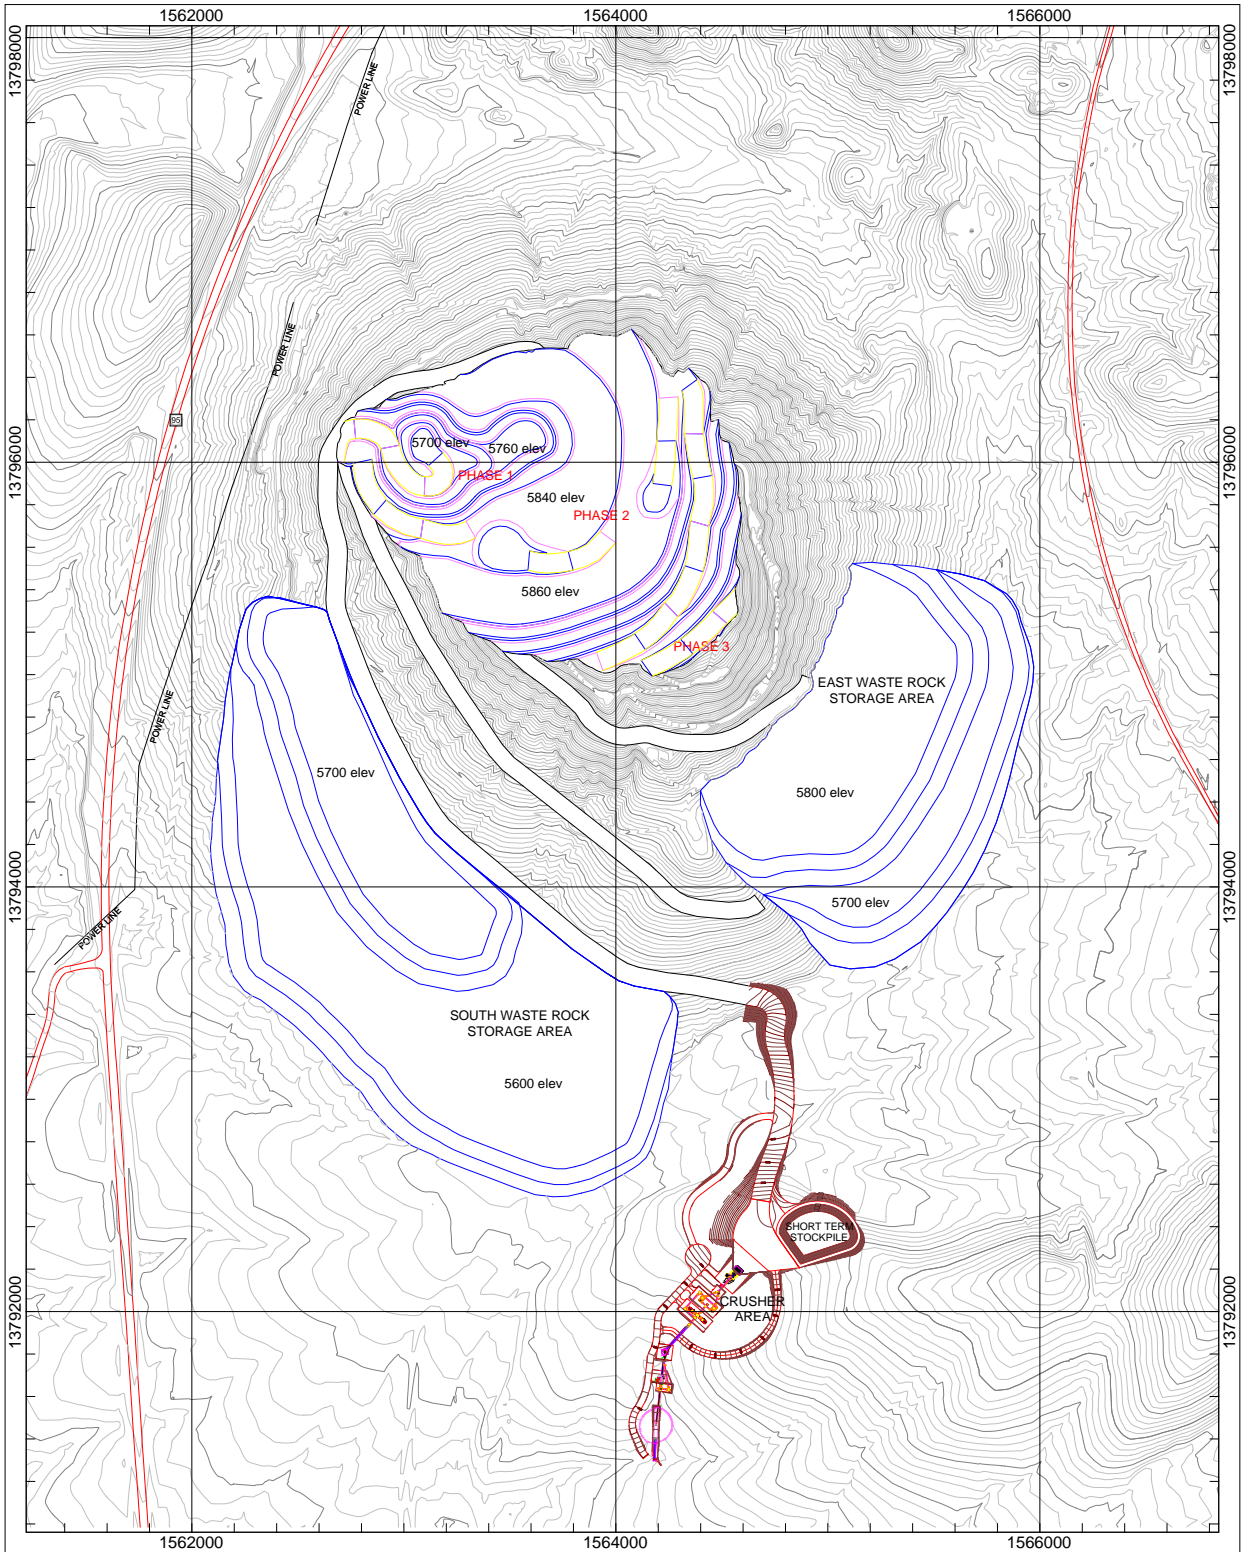 1562000 1564000 1566000
13798000 13798000
POWER LINE
POWER LINE
95
13796000 13796000
5700 elev
5760 elev
PHASE 1
5840 elev
PHASE 2
5860 elev
PHASE 3
EAST WASTE ROCK
STORAGE AREA
POWER LINE
5700 elev
5800 elev
13794000 13794000
5700 elev
POWER LINE
SOUTH WASTE ROCK
STORAGE AREA
5600 elev
SHORT TERM
STOCKPILE
13792000 13792000
CRUSHER
AREA
1562000 1564000 1566000